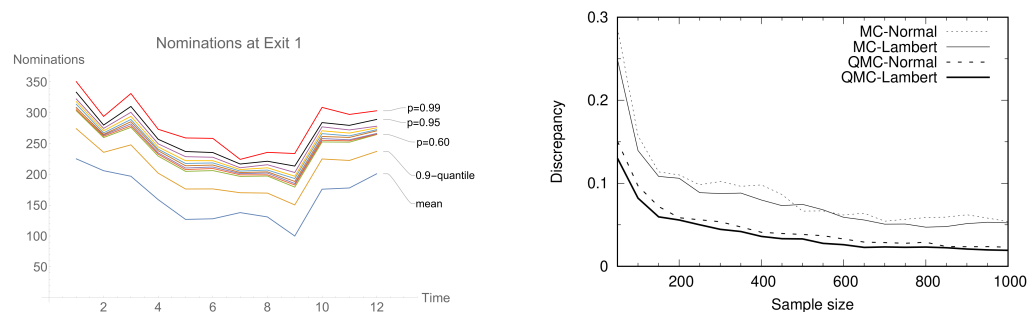 Nominations at Exit 1
Nominations
350
300
250
200
150
100
50
2 4 6 8 10 12
Time
p=0.99
p=0.95
p=0.60
0.9-quantile
mean
0.3
0.2
0.1
0
Discrepancy
MC-Normal
MC-Lambert
QMC-Normal
QMC-Lambert
200 400 600 800 1000
Sample size